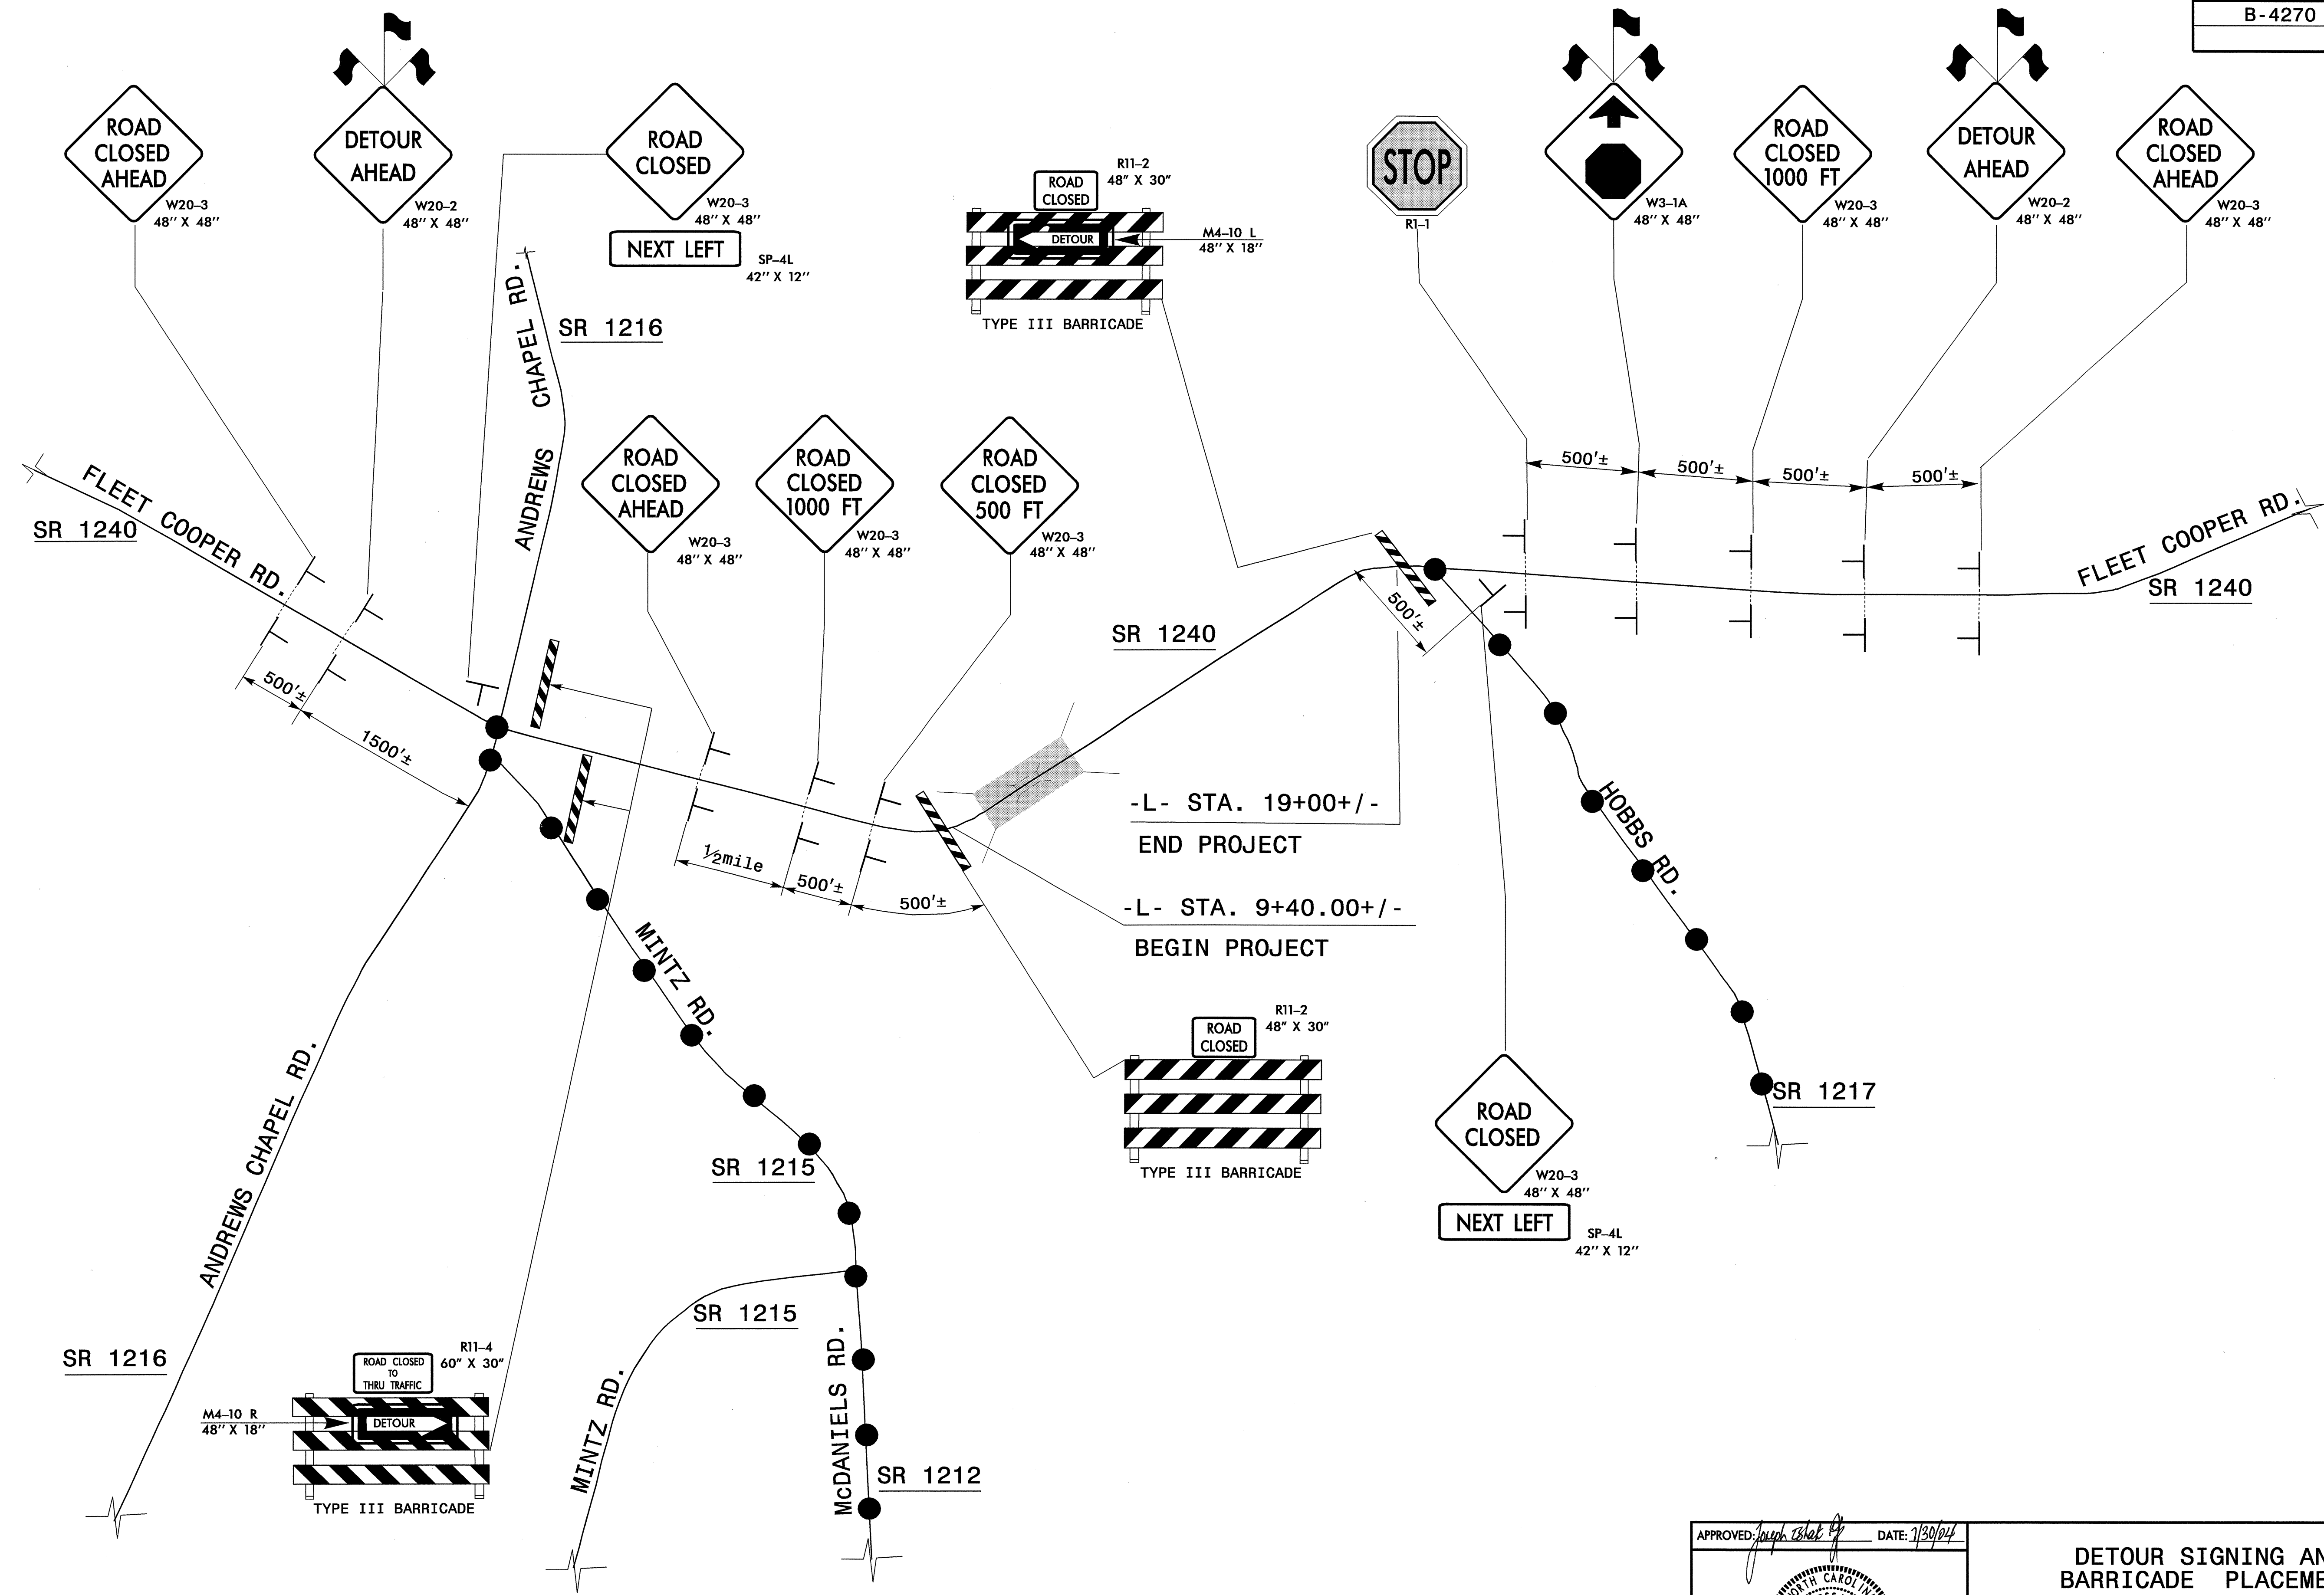 B-4270
ROAD
CLOSED
AHEAD
W20-3
48" X 48"
DETOUR
AHEAD
W20-2
48" X 48"
ROAD
CLOSED
W20-3
48" X 48"
NEXT LEFT
SP-4L
42" X 12"
R11-2
48" X 30"
ROAD
CLOSED
DETOUR
M4-10 L
48" X 18"
TYPE III BARRICADE
STOP
R1-1
W3-1A
48" X 48"
ROAD
CLOSED
1000 FT
W20-3
48" X 48"
DETOUR
AHEAD
W20-2
48" X 48"
ROAD
CLOSED
AHEAD
W20-3
48" X 48"
ANDREWS CHAPEL RD.
SR 1216
FLEET COOPER RD.
SR 1240
ROAD
CLOSED
AHEAD
W20-3
48" X 48"
ROAD
CLOSED
1000 FT
W20-3
48" X 48"
ROAD
CLOSED
500 FT
W20-3
48" X 48"
500'±
500'±
500'±
500'±
FLEET COOPER RD.
SR 1240
SR 1240
500'±
500'±
1500'±
1/2mile
500'±
500'±
-L- STA. 19+00+/-
END PROJECT
-L- STA. 9+40.00+/-
BEGIN PROJECT
HOBBS RD.
SR 1217
MINTZ RD.
SR 1215
R11-2
48" X 30"
ROAD
CLOSED
TYPE III BARRICADE
ROAD
CLOSED
W20-3
48" X 48"
NEXT LEFT
SP-4L
42" X 12"
ANDREWS CHAPEL RD.
SR 1216
SR 1215
MINTZ RD.
McDANIELS RD.
SR 1212
R11-4
60" X 30"
ROAD CLOSED
TO
THRU TRAFFIC
M4-10 R
48" X 18"
DETOUR
TYPE III BARRICADE
APPROVED: DATE: 7/30/04
NORTH CAROLINA
DETOUR SIGNING AN
BARRICADE PLACEM